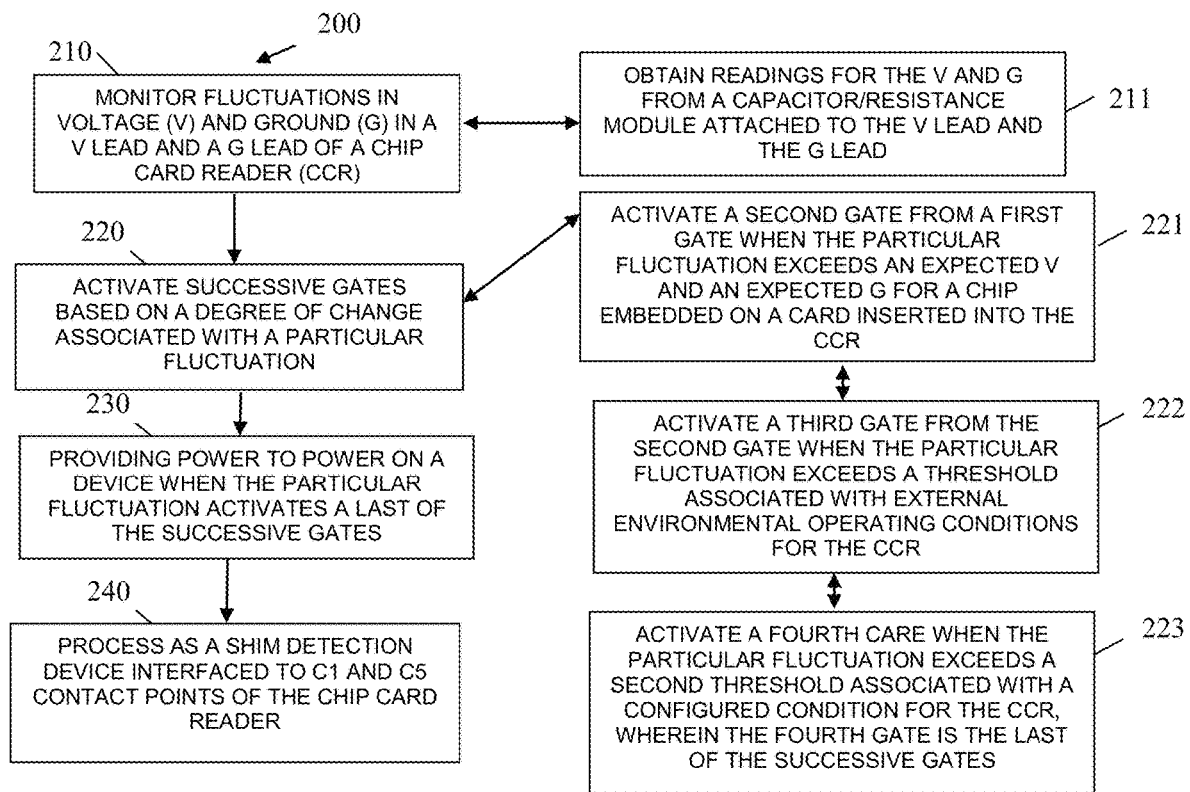 200
210
MONITOR FLUCTUATIONS IN
VOLTAGE (V) AND GROUND (G) IN A
V LEAD AND A G LEAD OF A CHIP
CARD READER (CCR)
OBTAIN READINGS FOR THE V AND G
FROM A CAPACITOR/RESISTANCE
MODULE ATTACHED TO THE V LEAD AND
THE G LEAD
211
220
ACTIVATE SUCCESSIVE GATES
BASED ON A DEGREE OF CHANGE
ASSOCIATED WITH A PARTICULAR
FLUCTUATION
ACTIVATE A SECOND GATE FROM A FIRST
GATE WHEN THE PARTICULAR
FLUCTUATION EXCEEDS AN EXPECTED V
AND AN EXPECTED G FOR A CHIP
EMBEDDED ON A CARD INSERTED INTO THE
CCR
221
230
PROVIDING POWER TO POWER ON A
DEVICE WHEN THE PARTICULAR
FLUCTUATION ACTIVATES A LAST OF
THE SUCCESSIVE GATES
ACTIVATE A THIRD GATE FROM THE
SECOND GATE WHEN THE PARTICULAR
FLUCTUATION EXCEEDS A THRESHOLD
ASSOCIATED WITH EXTERNAL
ENVIRONMENTAL OPERATING CONDITIONS
FOR THE CCR
222
240
PROCESS AS A SHIM DETECTION
DEVICE INTERFACED TO C1 AND C5
CONTACT POINTS OF THE CHIP CARD
READER
ACTIVATE A FOURTH CARE WHEN THE
PARTICULAR FLUCTUATION EXCEEDS A
SECOND THRESHOLD ASSOCIATED WITH A
CONFIGURED CONDITION FOR THE CCR,
WHEREIN THE FOURTH GATE IS THE LAST
OF THE SUCCESSIVE GATES
223